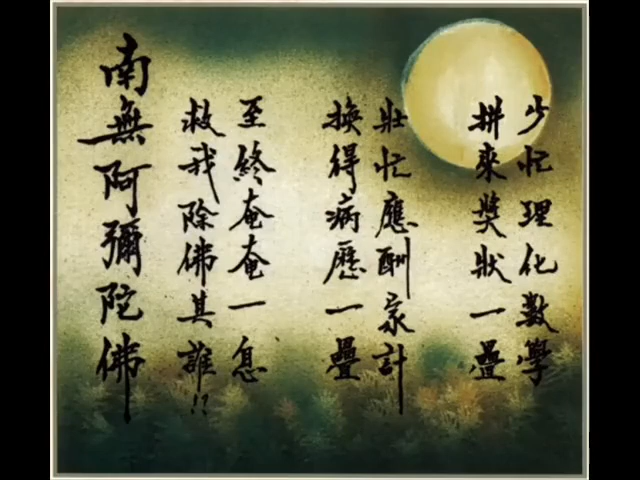 少忙理化數學
拼來獎狀一疊
壯忙應酬家計
換得病歷一疊
至終奄奄一息
救我除佛其誰!?
南無阿彌陀佛